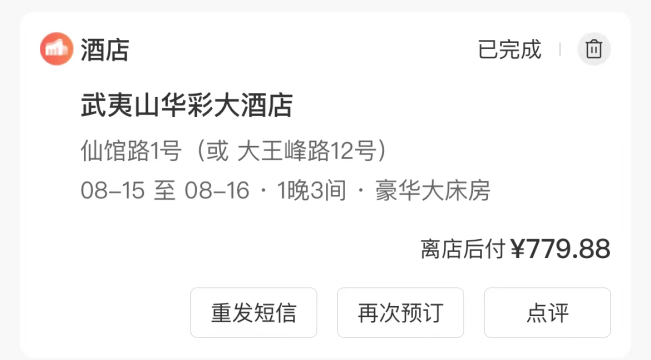 酒店 已完成
武夷山华彩大酒店
仙馆路1号（或 大王峰路12号）
08-15 至 08-16 · 1晚3间 · 豪华大床房
离店后付 ¥779.88
重发短信 再次预订 点评